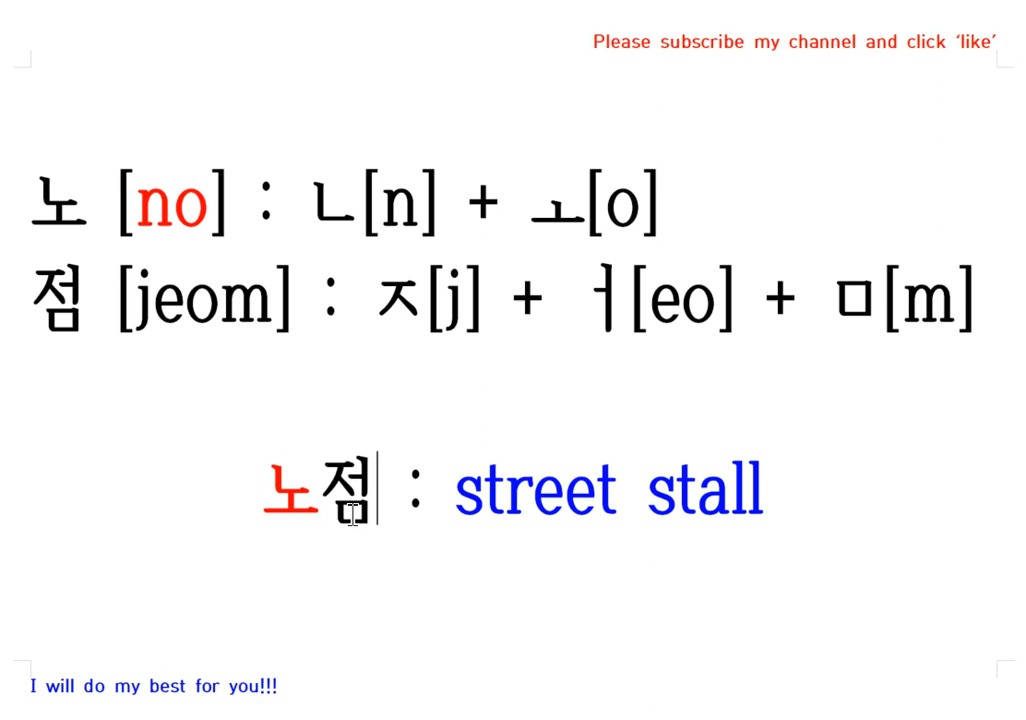 Please subscribe my channel and click ‘like’
노 [no] : ㄴ[n] + ㅗ[o]
점 [jeom] : ㅈ[j] + ㅓ[eo] + ㅁ[m]
노점 : street stall
I will do my best for you!!!